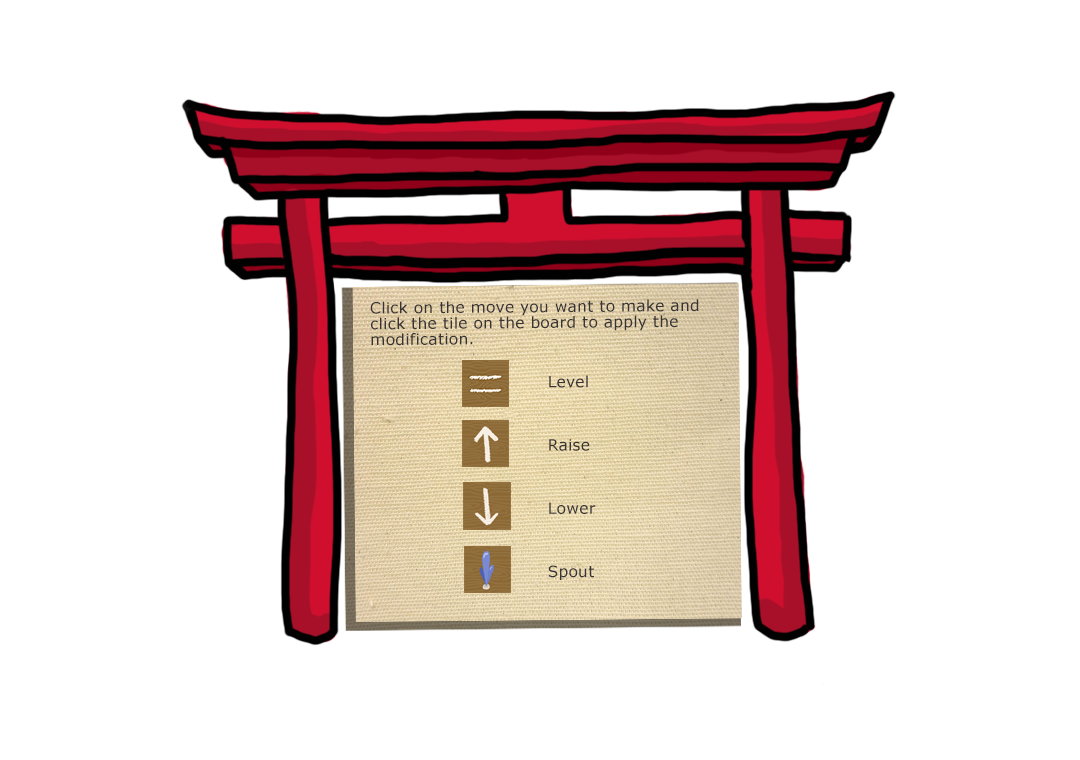 Click on the move you want to make and
click the tile on the board to apply the
modification.
Level
Raise
Lower
Spout